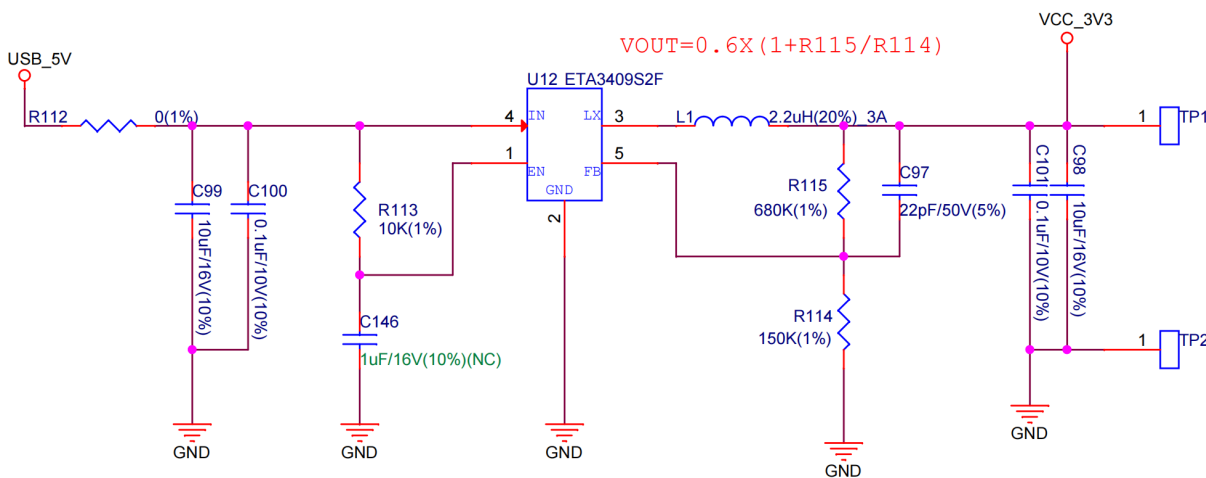 VCC_3V3
VOUT=0.6X(1+R115/R114)
USB_5V
U12 ETA3409S2F
R112
0(1%)
4
IN
LX
3
L1
2.2uH(20%)_3A
1
TP1
1
EN
FB
5
GND
2
C99
10uF/16V(10%)
C100
0.1uF/10V(10%)
R113
10K(1%)
R115
680K(1%)
C97
22pF/50V(5%)
C101
0.1uF/10V(10%)
C98
10uF/16V(10%)
C146
1uF/16V(10%)(NC)
R114
150K(1%)
1
TP2
GND
GND
GND
GND
GND